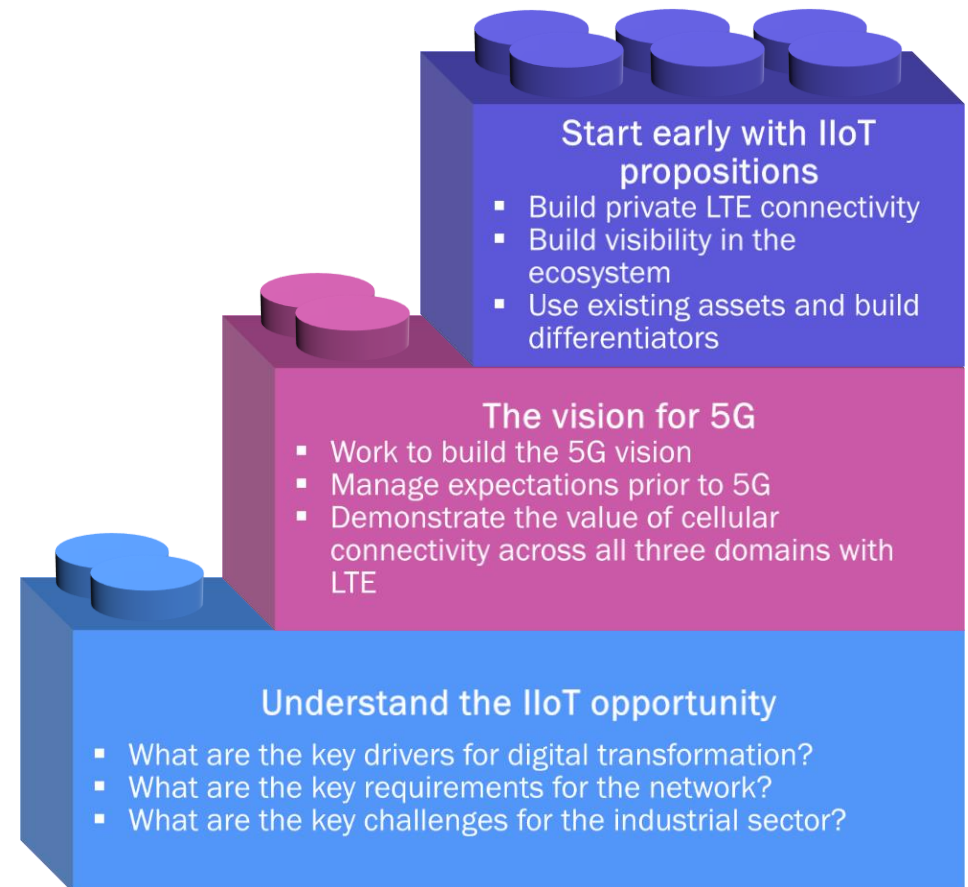 Start early with IIoT
propositions
▪ Build private LTE connectivity
▪ Build visibility in the
ecosystem
▪ Use existing assets and build
differentiators
The vision for 5G
▪ Work to build the 5G vision
▪ Manage expectations prior to 5G
▪ Demonstrate the value of cellular
connectivity across all three domains with
LTE
Understand the IIoT opportunity
▪ What are the key drivers for digital transformation?
▪ What are the key requirements for the network?
▪ What are the key challenges for the industrial sector?